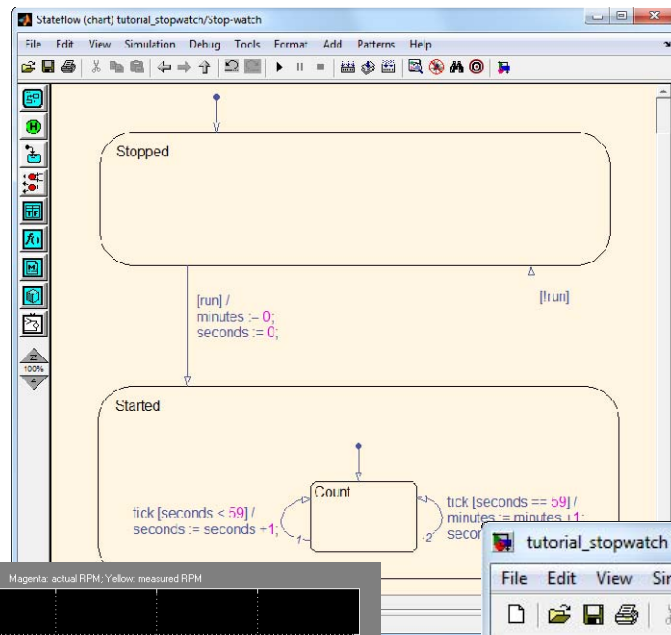 Stateflow (chart) tutorial_stopwatch/Stop-watch
File Edit View Simulation Debug Tools Format Add Patterns Help
100%
Stopped
[run] /
minutes := 0;
seconds := 0;
[!run]
Started
Count
tick [seconds < 59] /
seconds := seconds +1;
1
tick [seconds == 59] /
minutes := minutes +1;
2
tutorial_stopwatch
File Edit View
Magenta: actual RPM; Yellow: measured RPM